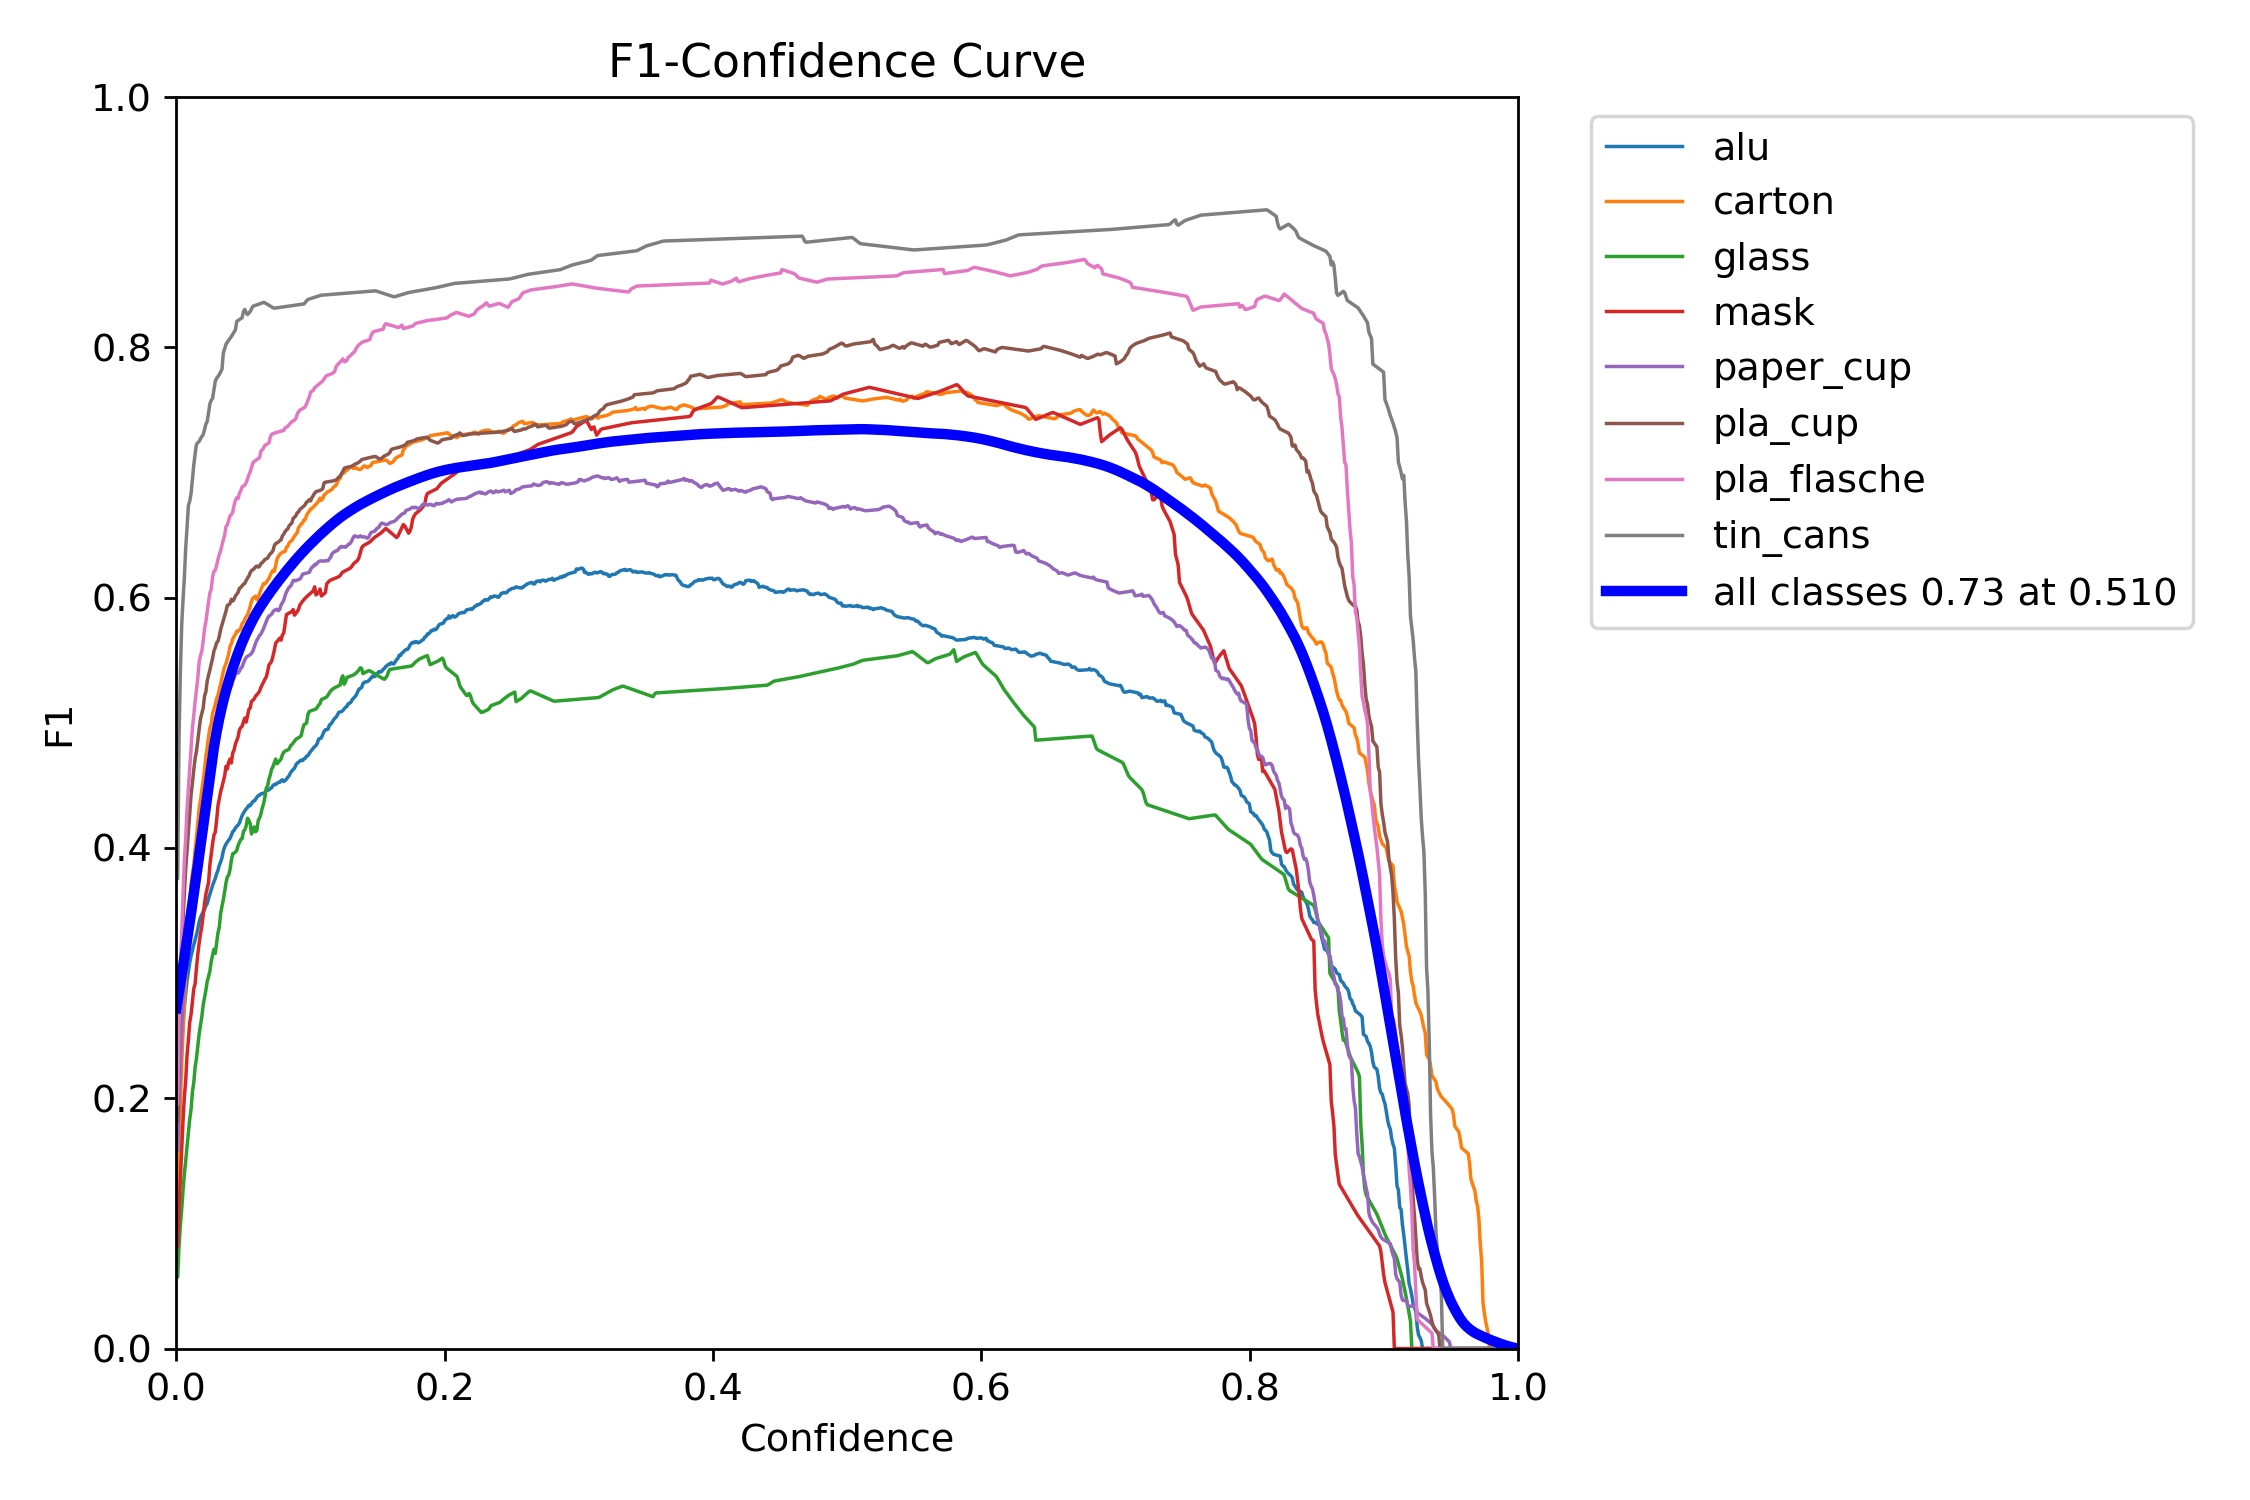 F1-Confidence Curve
1.0
0.8
0.6
0.4
0.2
0.0
F1
0.0 0.2 0.4 0.6 0.8 1.0
Confidence
alu
carton
glass
mask
paper_cup
pla_cup
pla_flasche
tin_cans
all classes 0.73 at 0.510